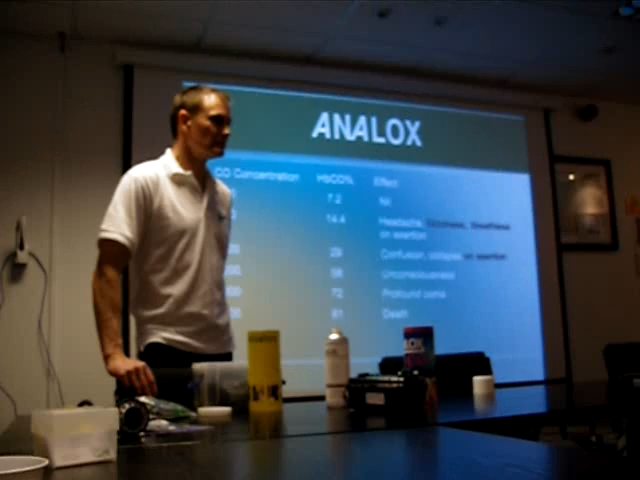 ANALOX
CO Concentration HbCO% Effect
7.2 Nil
14.4 Headache, dizziness, breathless
on exertion
29 Confusion, collapse on exertion
58 Unconsciousness
72 Profound coma
Death